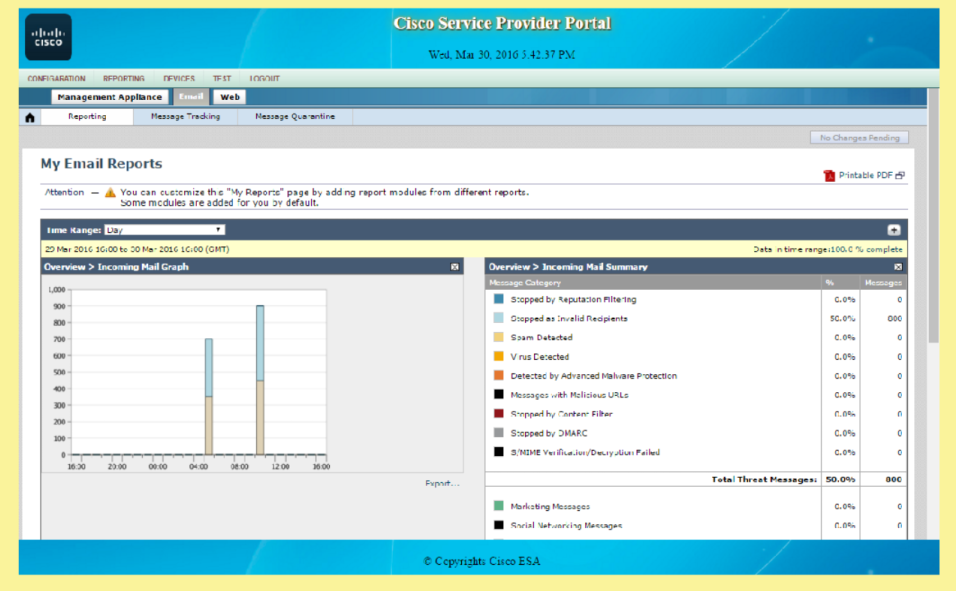 CISCO
Cisco Service Provider Portal
Wed, Mar 30, 2016 5:42:37 PM
CONFIGARATION REPORTING DEVICES TEST LOGOUT
Management Appliance Email Web
Reporting Message Tracking Message Quarantine
No Changes Pending
My Email Reports
Printable PDF
Attention — You can customize this "My Reports" page by adding report modules from different reports.
Some modules are added for you by default.
Time Range: Day
29 Mar 2016 16:00 to 30 Mar 2016 16:00 (GMT) Data in time range:100.0 % complete
Overview > Incoming Mail Graph
1,000
900
800
700
600
500
400
300
200
100
0
16:00 20:00 00:00 04:00 08:00 12:00 16:00
Export...
Overview > Incoming Mail Summary
Message Category % Messages
Stopped by Reputation Filtering 0.0% 0
Stopped as Invalid Recipients 50.0% 800
Spam Detected 0.0% 0
Virus Detected 0.0% 0
Detected by Advanced Malware Protection 0.0% 0
Messages with Malicious URLs 0.0% 0
Stopped by Content Filter 0.0% 0
Stopped by DMARC 0.0% 0
S/MIME Verification/Decryption Failed 0.0% 0
Total Threat Messages: 50.0% 800
Marketing Messages 0.0% 0
Social Networking Messages 0.0% 0
© Copyrights Cisco ESA